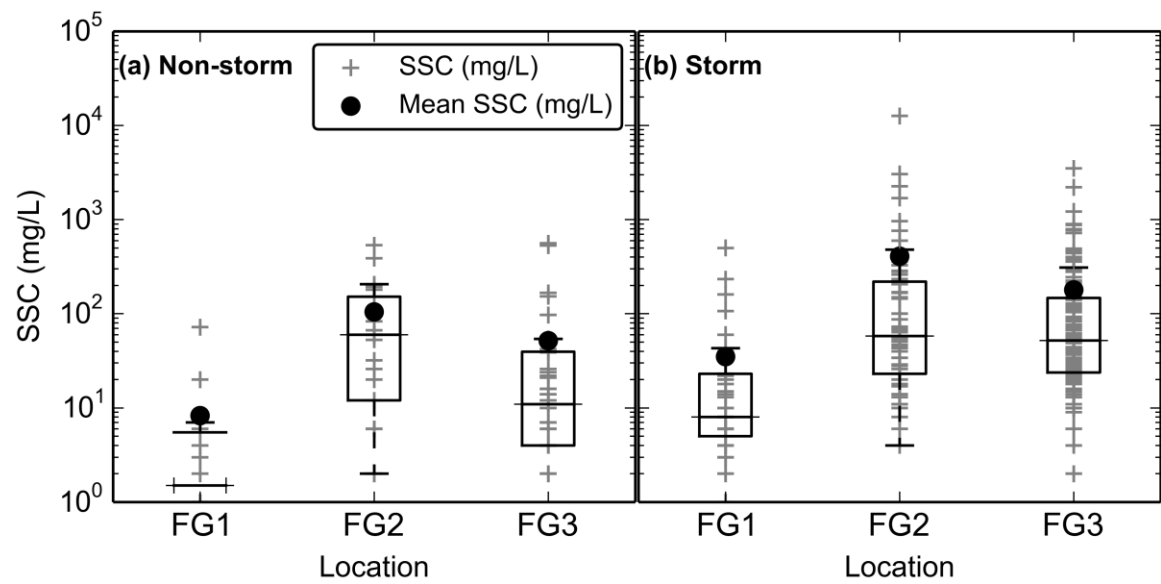 (a) Non-storm
SSC (mg/L)
Mean SSC (mg/L)
(b) Storm
SSC (mg/L)
10^5
10^4
10^3
10^2
10^1
10^0
FG1 FG2 FG3
FG1 FG2 FG3
Location
Location